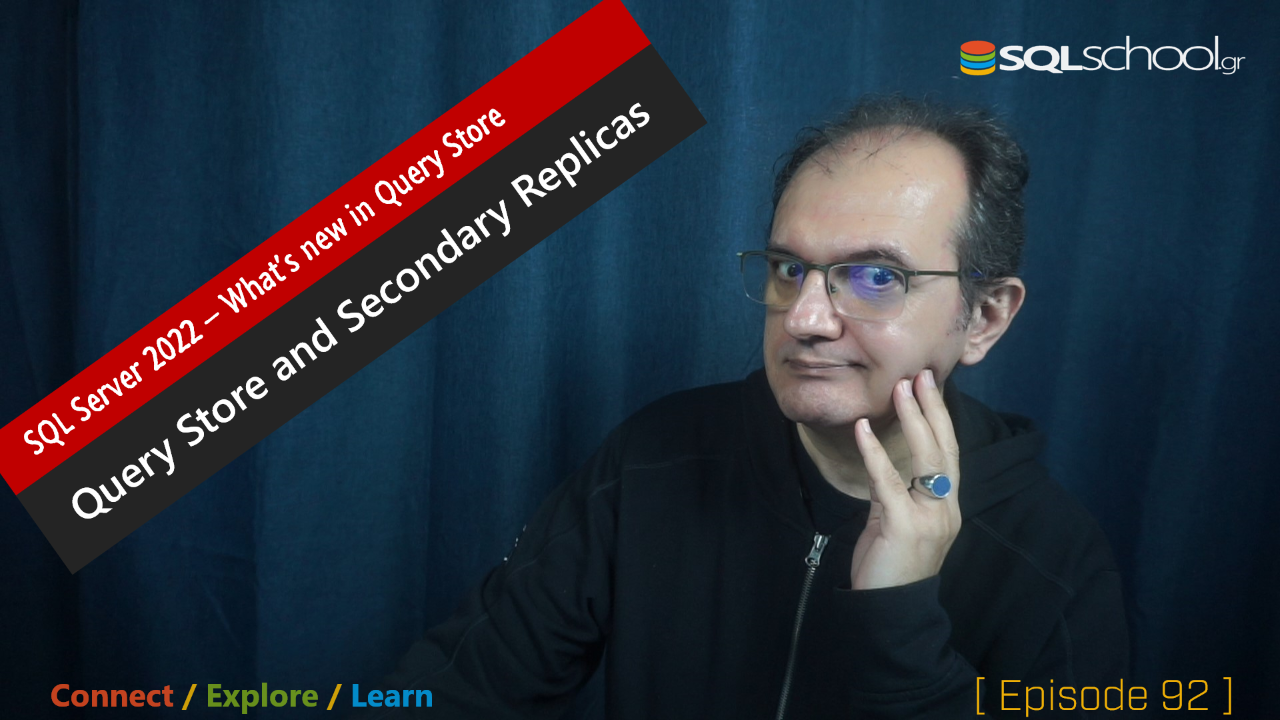 SQLschool.gr
SQL Server 2022 – What's new in Query Store
Query Store and Secondary Replicas
Connect / Explore / Learn
[ Episode 92 ]